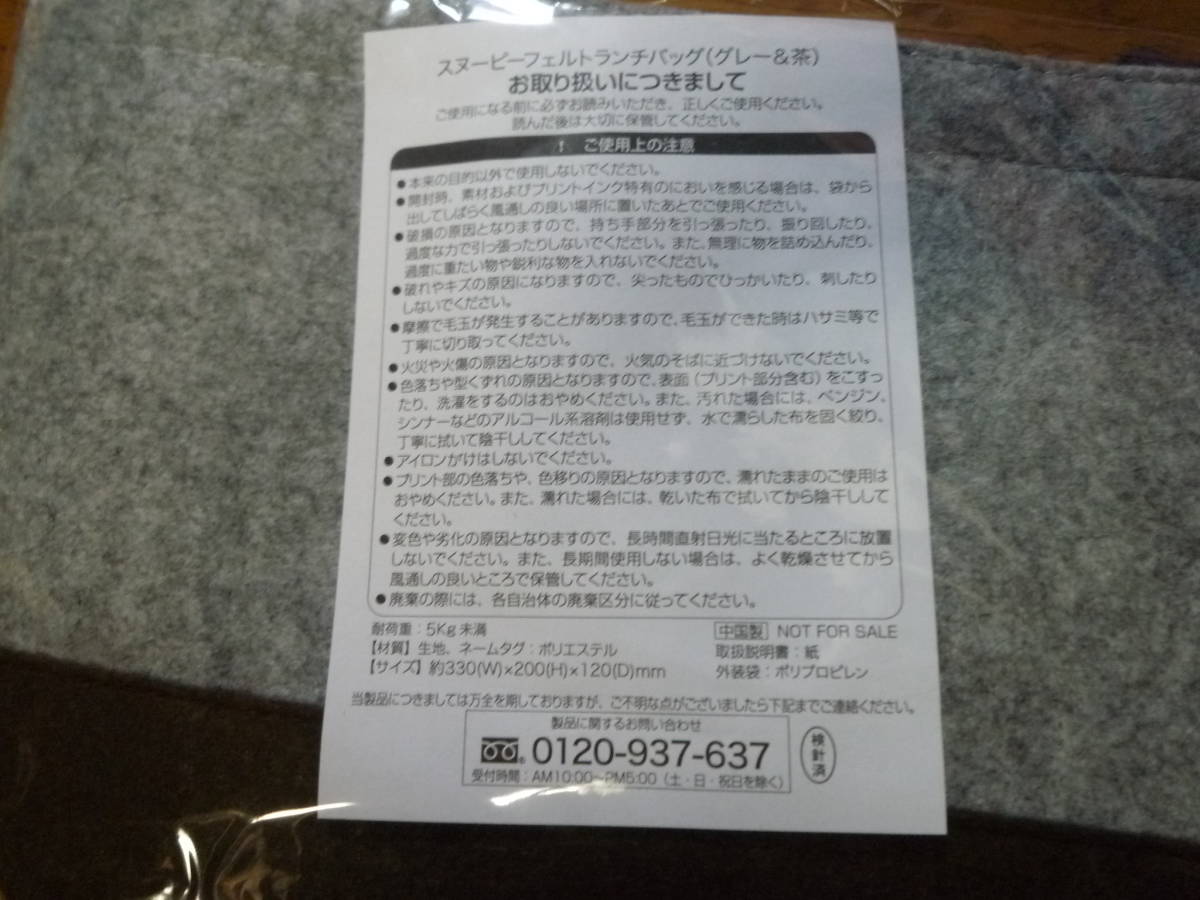 スヌーピーフェルトランチバッグ(グレー&茶)
お取り扱いにつきまして
ご使用になる前に必ずお読みいただき、正しくご使用ください。
読んだ後は大切に保管してください。
! ご使用上の注意
●本来の目的以外で使用しないでください。
●開封時、素材およびプリントインク特有のにおいを感じる場合は、袋から
出してしばらく風通しの良い場所に置いたあとでご使用ください。
●破損の原因となりますので、持ち手部分を引っ張ったり、振り回したり、
過度な力で引っ張ったりしないでください。また、無理に物を詰め込んだり、
過度に重たい物や鋭利な物を入れないでください。
●破れやキズの原因になりますので、尖ったものでひっかいたり、刺したり
しないでください。
●摩擦で毛玉が発生することがありますので、毛玉ができた時はハサミ等で
丁寧に切り取ってください。
●火災や火傷の原因となりますので、火気のそばに近づけないでください。
●色落ちや型くずれの原因となりますので、表面(プリント部分含む)をこすっ
たり、洗濯をするのはおやめください。また、汚れた場合には、ベンジン、
シンナーなどのアルコール系溶剤は使用せず、水で濡らした布を固く絞り、
丁寧に拭いて陰干ししてください。
●アイロンがけはしないでください。
●プリント部の色落ちや、色移りの原因となりますので、濡れたままのご使用は
おやめください。また、濡れた場合には、乾いた布で拭いてから陰干しして
ください。
●変色や劣化の原因となりますので、長時間直射日光に当たるところに放置
しないでください。また、長期間使用しない場合は、よく乾燥させてから
風通しの良いところで保管してください。
●廃棄の際には、各自治体の廃棄区分に従ってください。
耐荷重:5Kg未満
【材質】生地、ネームタグ:ポリエステル
【サイズ】約330(W)×200(H)×120(D)mm
中国製 NOT FOR SALE
取扱説明書:紙
外装袋:ポリプロピレン
当製品につきましては万全を期しておりますが、ご不明な点がございましたら下記までご連絡ください。
製品に関するお問い合わせ
0120-937-637
受付時間:AM10:00~PM5:00(土・日・祝日を除く)
検針済